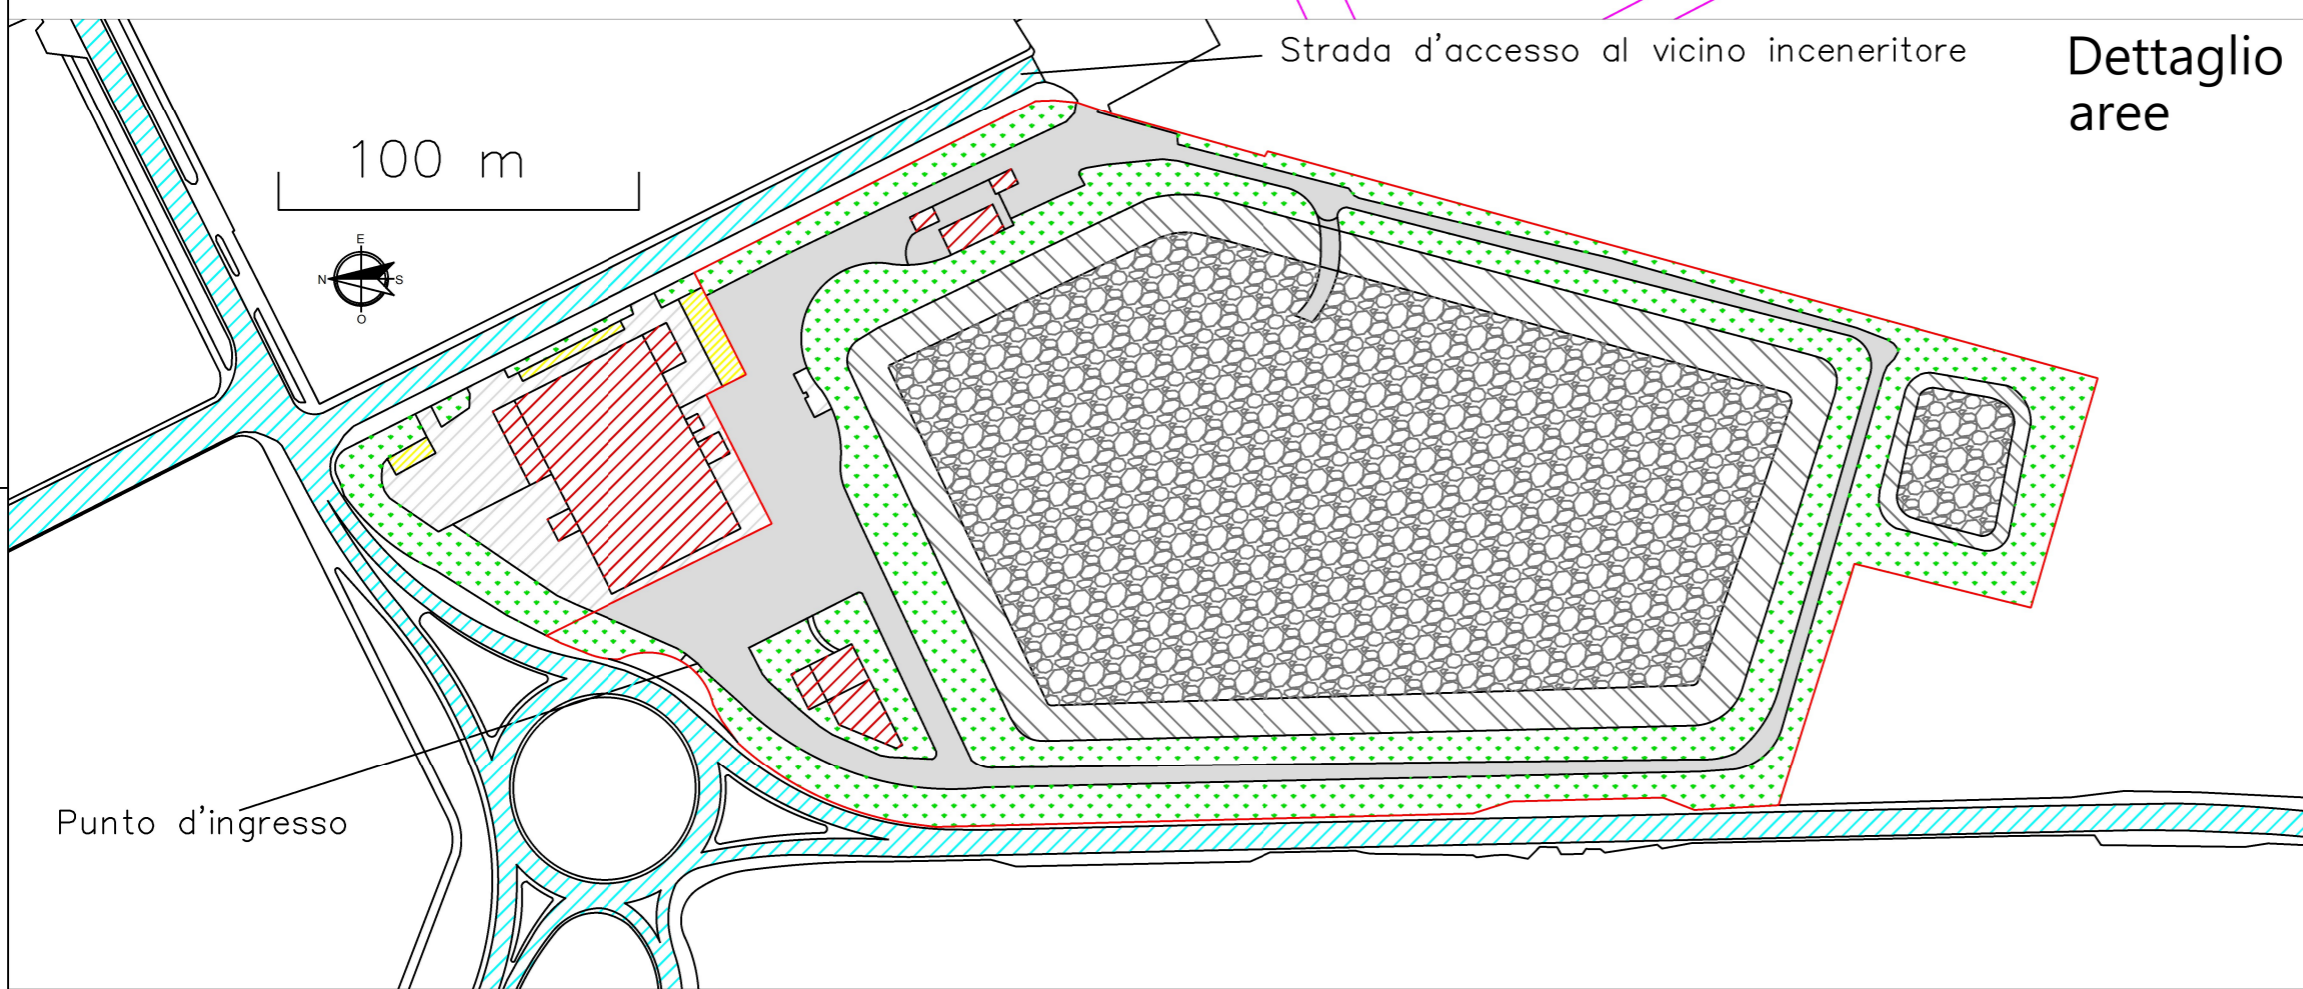 Strada d'accesso al vicino inceneritore
Dettaglio
aree
100 m
E
N
S
O
Punto d'ingresso